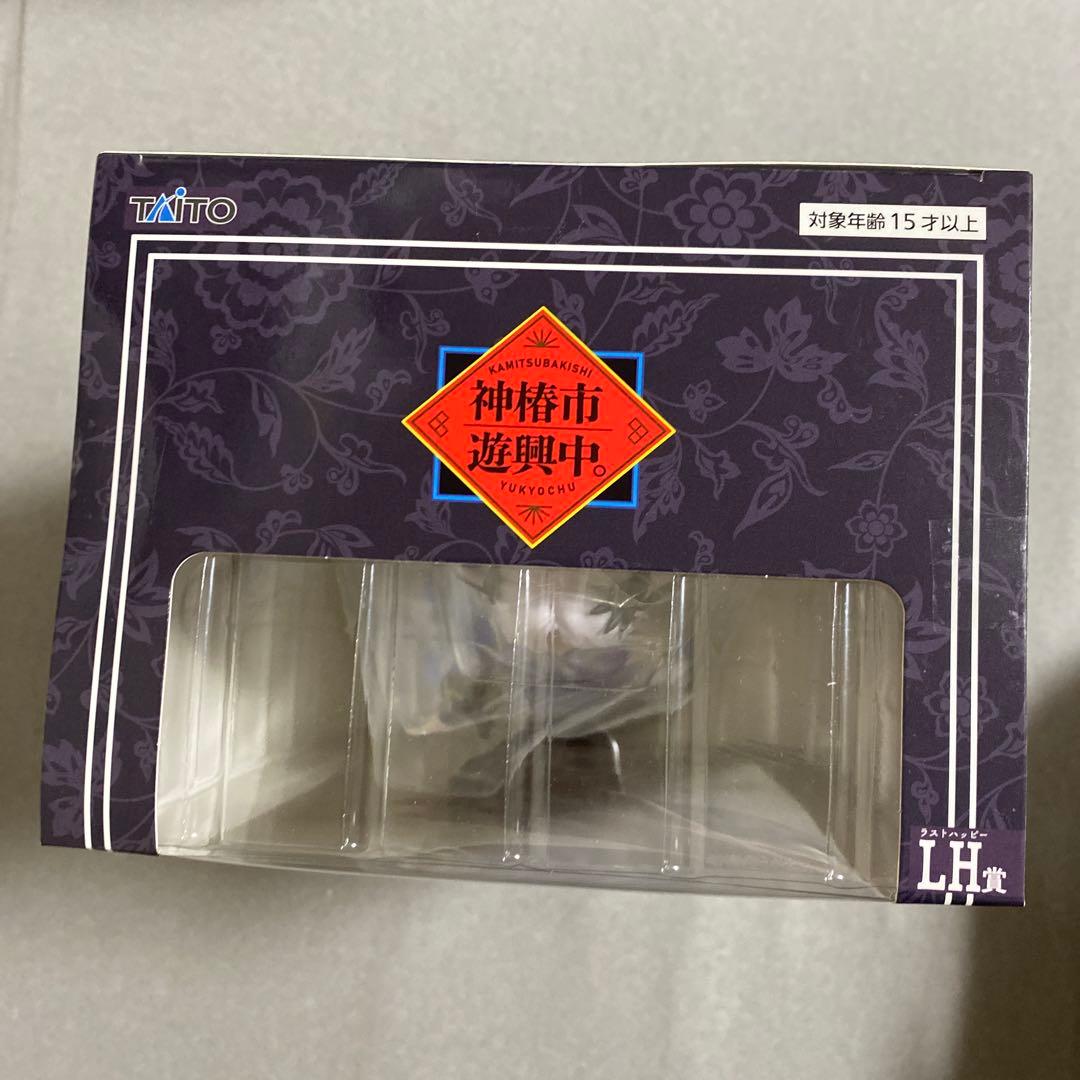 TAiTO
対象年齢15才以上
KAMITSUBAKISHI
神椿市
遊興中。
YUKYOCHU
ラストハッピー
LH賞